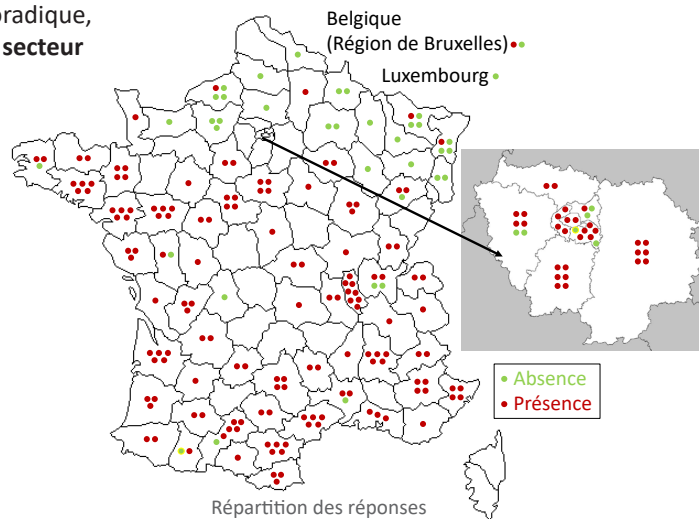 oradique,
secteur
Belgique
(Région de Bruxelles)
Luxembourg
Absence
Présence
Répartition des réponses